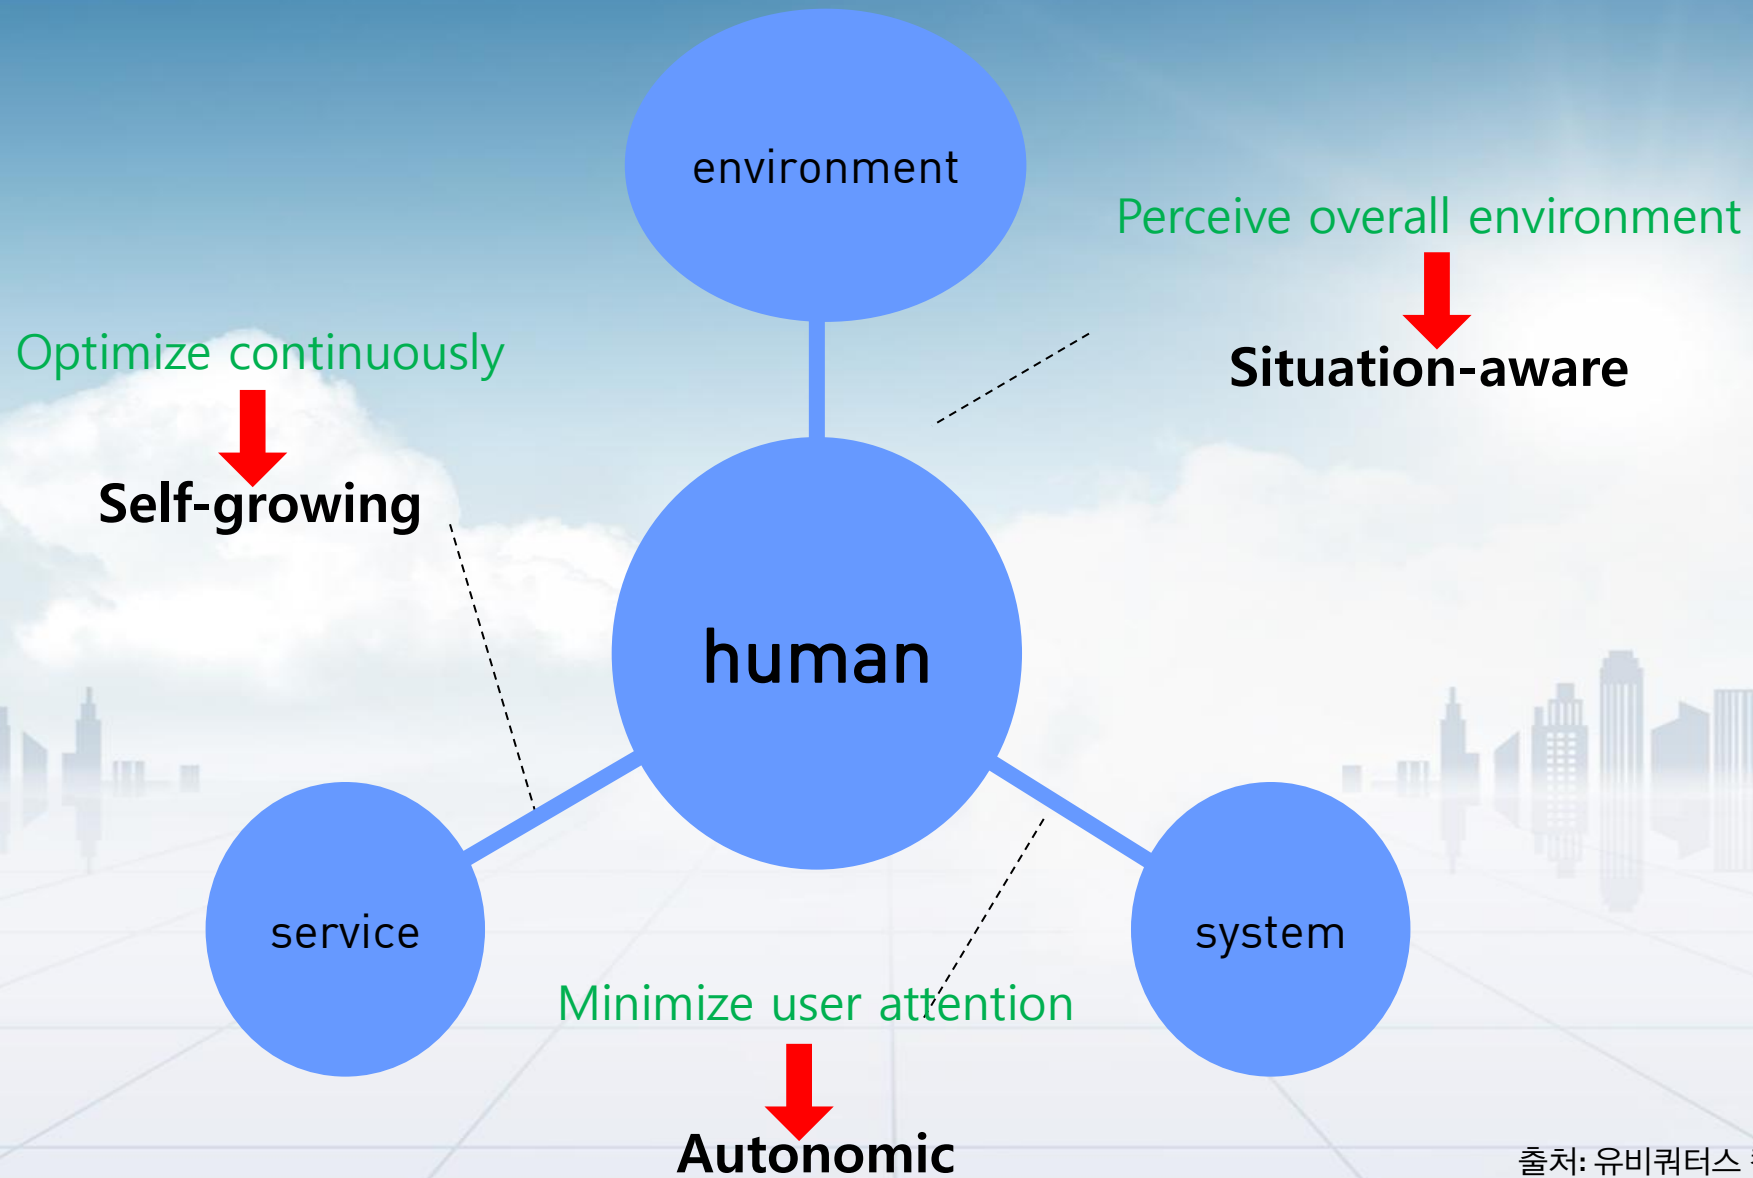 environment
Perceive overall environment
Situation-aware
Optimize continuously
Self-growing
human
service
system
Minimize user attention
Autonomic
출처: 유비쿼터스